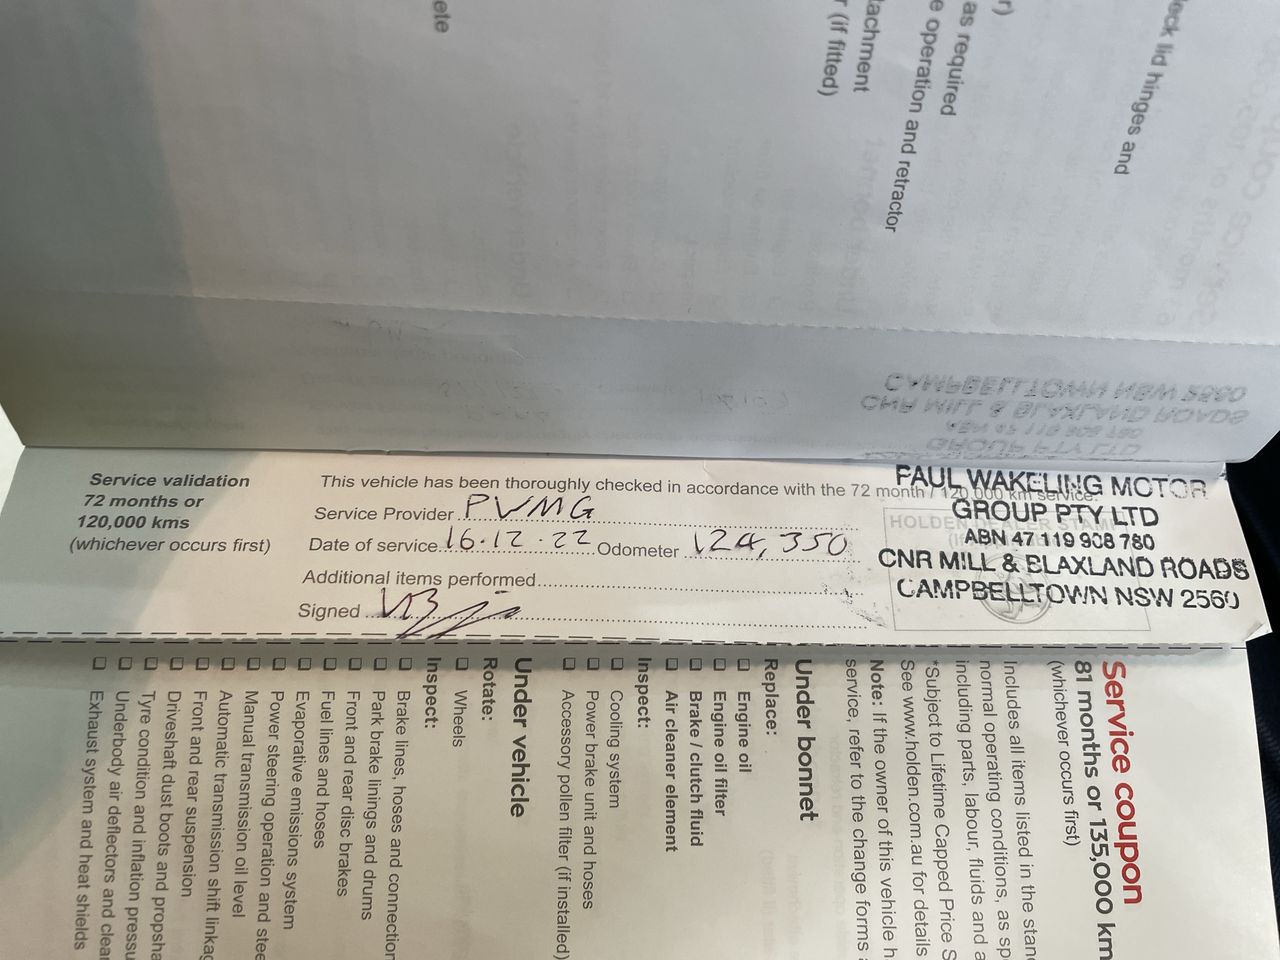 ete
r (if fitted)
tachment
e operation and retractor
as required
r)
eck lid hinges and
Service validation
72 months or
120,000 kms
(whichever occurs first)
This vehicle has been thoroughly checked in accordance with the 72 month / 120,000 km service.
Service Provider PWMG
Date of service 16.12.22 Odometer 124,350
Additional items performed
Signed
HOLDEN DEALER STAMP
PAUL WAKELING MOTOR
GROUP PTY LTD
ABN 47 119 908 780
CNR MILL & BLAXLAND ROADS
CAMPBELLTOWN NSW 2560
Service coupon
81 months or 135,000 km
(whichever occurs first)
Includes all items listed in the stan
normal operating conditions, as sp
including parts, labour, fluids and a
*Subject to Lifetime Capped Price S
See www.holden.com.au for details
Note: If the owner of this vehicle h
service, refer to the change forms a
Under bonnet
Replace:
Engine oil
Engine oil filter
Brake / clutch fluid
Air cleaner element
Inspect:
Cooling system
Power brake unit and hoses
Accessory pollen filter (if installed)
Under vehicle
Rotate:
Wheels
Inspect:
Brake lines, hoses and connection
Park brake linings and drums
Front and rear disc brakes
Fuel lines and hoses
Evaporative emissions system
Power steering operation and stee
Manual transmission oil level
Automatic transmission shift linkag
Front and rear suspension
Driveshaft dust boots and propsha
Tyre condition and inflation pressu
Underbody air deflectors and clea
Exhaust system and heat shields